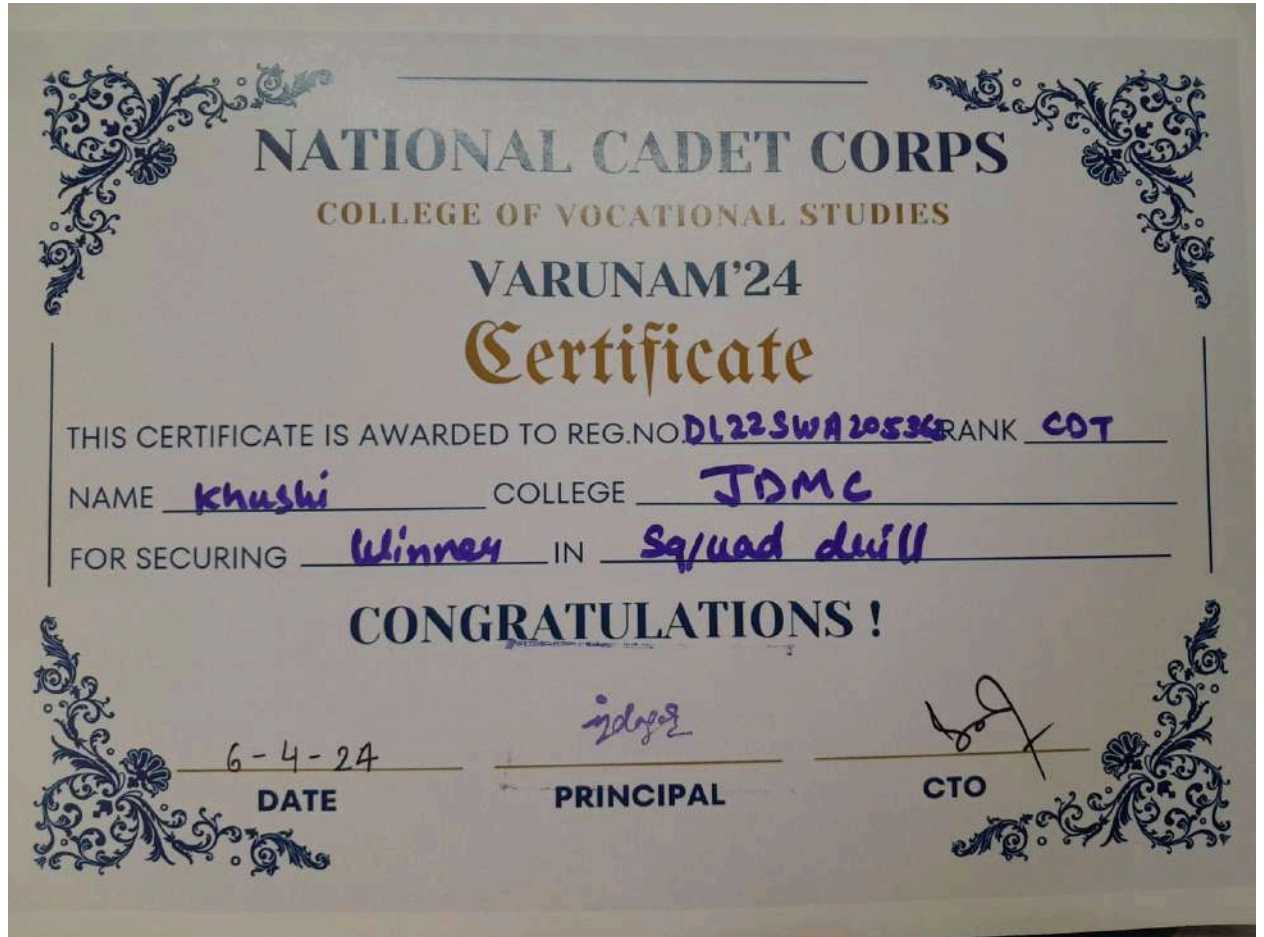 NATIONAL CADET CORPS
COLLEGE OF VOCATIONAL STUDIES
VARUNAM'24
Certificate
THIS CERTIFICATE IS AWARDED TO REG.NO. RANK CDT
NAME Khushi COLLEGE JDMC
FOR SECURING Winner IN Squad drill
CONGRATULATIONS !
6-4-24
DATE PRINCIPAL CTO